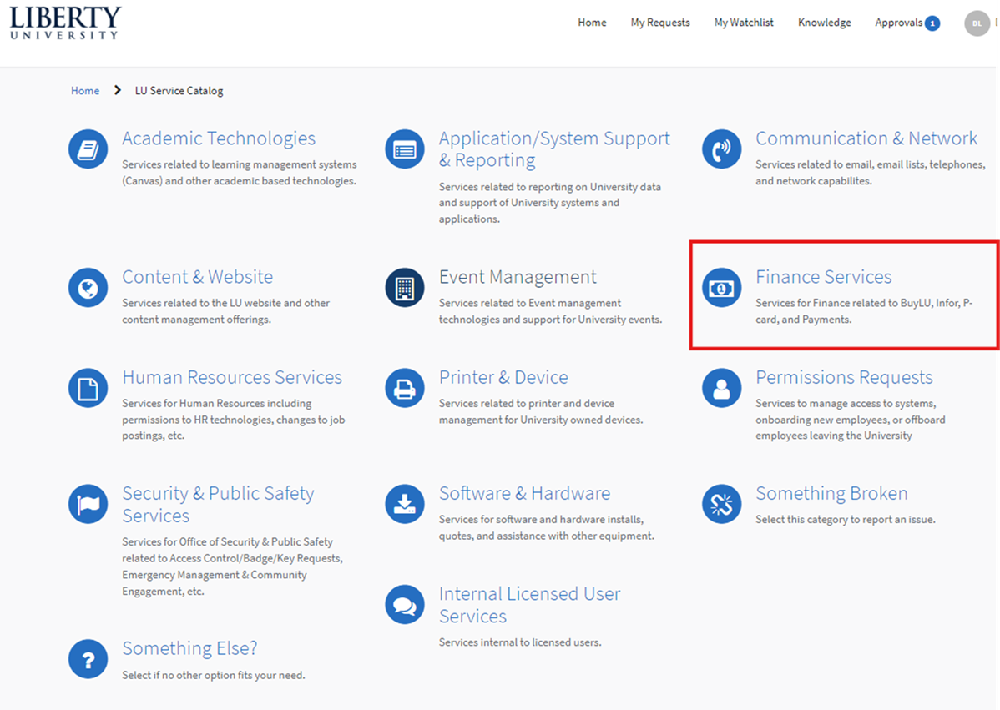 LIBERTY
UNIVERSITY
Home My Requests My Watchlist Knowledge Approvals 1 DL
Home LU Service Catalog
Academic Technologies
Services related to learning management systems
(Canvas) and other academic based technologies.
Application/System Support
& Reporting
Services related to reporting on University data
and support of University systems and
applications.
Communication & Network
Services related to email, email lists, telephones,
and network capabilites.
Content & Website
Services related to the LU website and other
content management offerings.
Event Management
Services related to Event management
technologies and support for University events.
1
Finance Services
Services for Finance related to BuyLU, Infor, P-
card, and Payments.
Human Resources Services
Services for Human Resources including
permissions to HR technologies, changes to job
postings, etc.
Printer & Device
Services related to printer and device
management for University owned devices.
Permissions Requests
Services to manage access to systems,
onboarding new employees, or offboard
employees leaving the University
Security & Public Safety
Services
Services for Office of Security & Public Safety
related to Access Control/Badge/Key Requests,
Emergency Management & Community
Engagement, etc.
Software & Hardware
Services for software and hardware installs,
quotes, and assistance with other equipment.
Something Broken
Select this category to report an issue.
Internal Licensed User
Services
Services internal to licensed users.
?
Something Else?
Select if no other option fits your need.